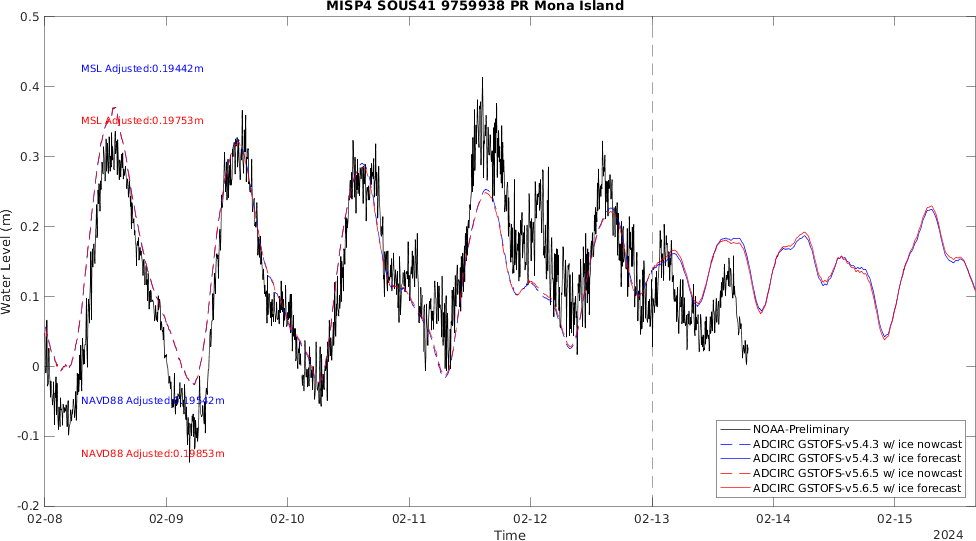 MISP4 SOUS41 9759938 PR Mona Island
0.5
MSL Adjusted:0.19442m
0.4
MSL Adjusted:0.19753m
0.3
0.2
Water Level (m)
0.1
0
NAVD88 Adjusted:0.19542m
-0.1
NAVD88 Adjusted:0.19853m
-0.2
NOAA-Preliminary
ADCIRC GSTOFS-v5.4.3 w/ ice nowcast
ADCIRC GSTOFS-v5.4.3 w/ ice forecast
ADCIRC GSTOFS-v5.6.5 w/ ice nowcast
ADCIRC GSTOFS-v5.6.5 w/ ice forecast
02-08 02-09 02-10 02-11 02-12 02-13 02-14 02-15
Time
2024